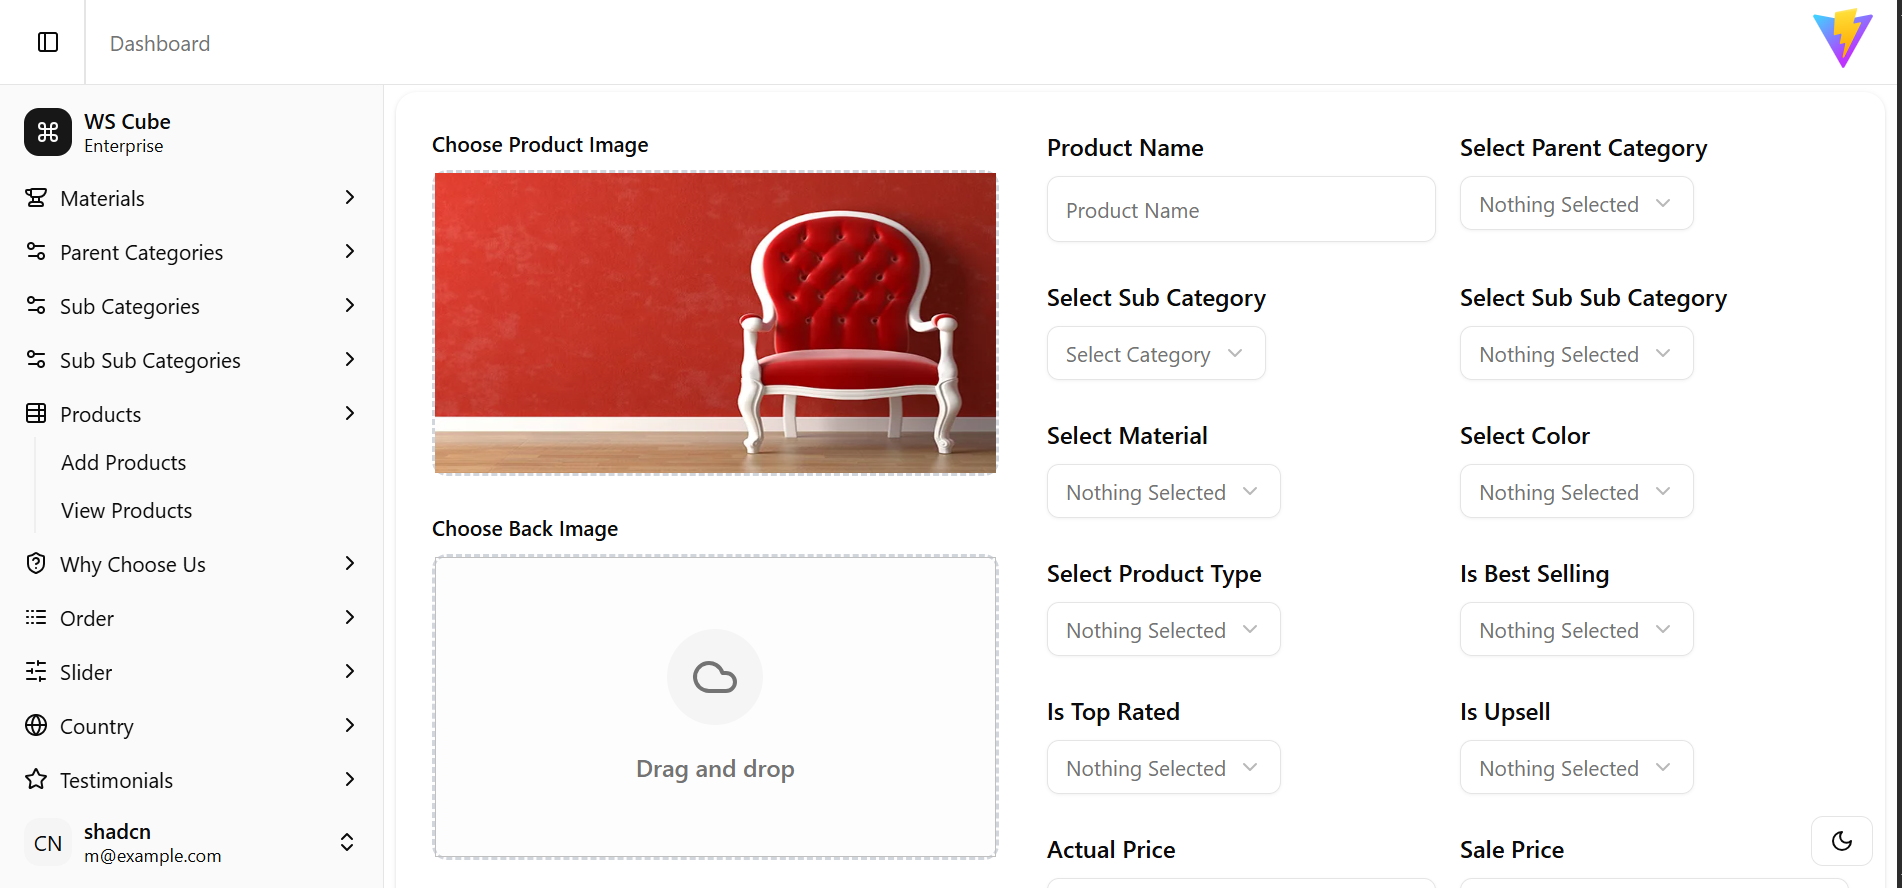 Dashboard
WS Cube
Enterprise
Materials
Parent Categories
Sub Categories
Sub Sub Categories
Products
Add Products
View Products
Why Choose Us
Order
Slider
Country
Testimonials
CN
shadcn
m@example.com
Choose Product Image
Choose Back Image
Drag and drop
Product Name
Product Name
Select Parent Category
Nothing Selected
Select Sub Category
Select Category
Select Sub Sub Category
Nothing Selected
Select Material
Nothing Selected
Select Color
Nothing Selected
Select Product Type
Nothing Selected
Is Best Selling
Nothing Selected
Is Top Rated
Nothing Selected
Is Upsell
Nothing Selected
Actual Price
Sale Price